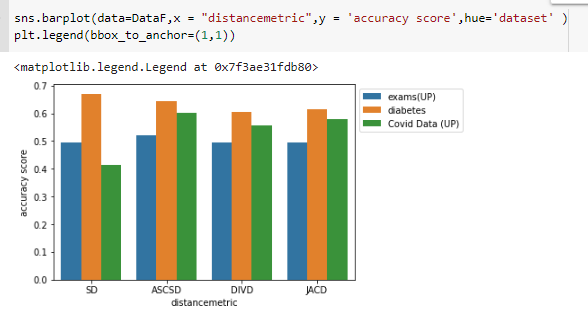 sns.barplot(data=DataF,x = "distancemetric",y = 'accuracy score',hue='dataset' )
plt.legend(bbox_to_anchor=(1,1))
<matplotlib.legend.Legend at 0x7f3ae31fdb80>
0.7
0.6
0.5
0.4
0.3
0.2
0.1
0.0
accuracy score
SD ASCSD DIVD JACD
distancemetric
exams(UP)
diabetes
Covid Data (UP)